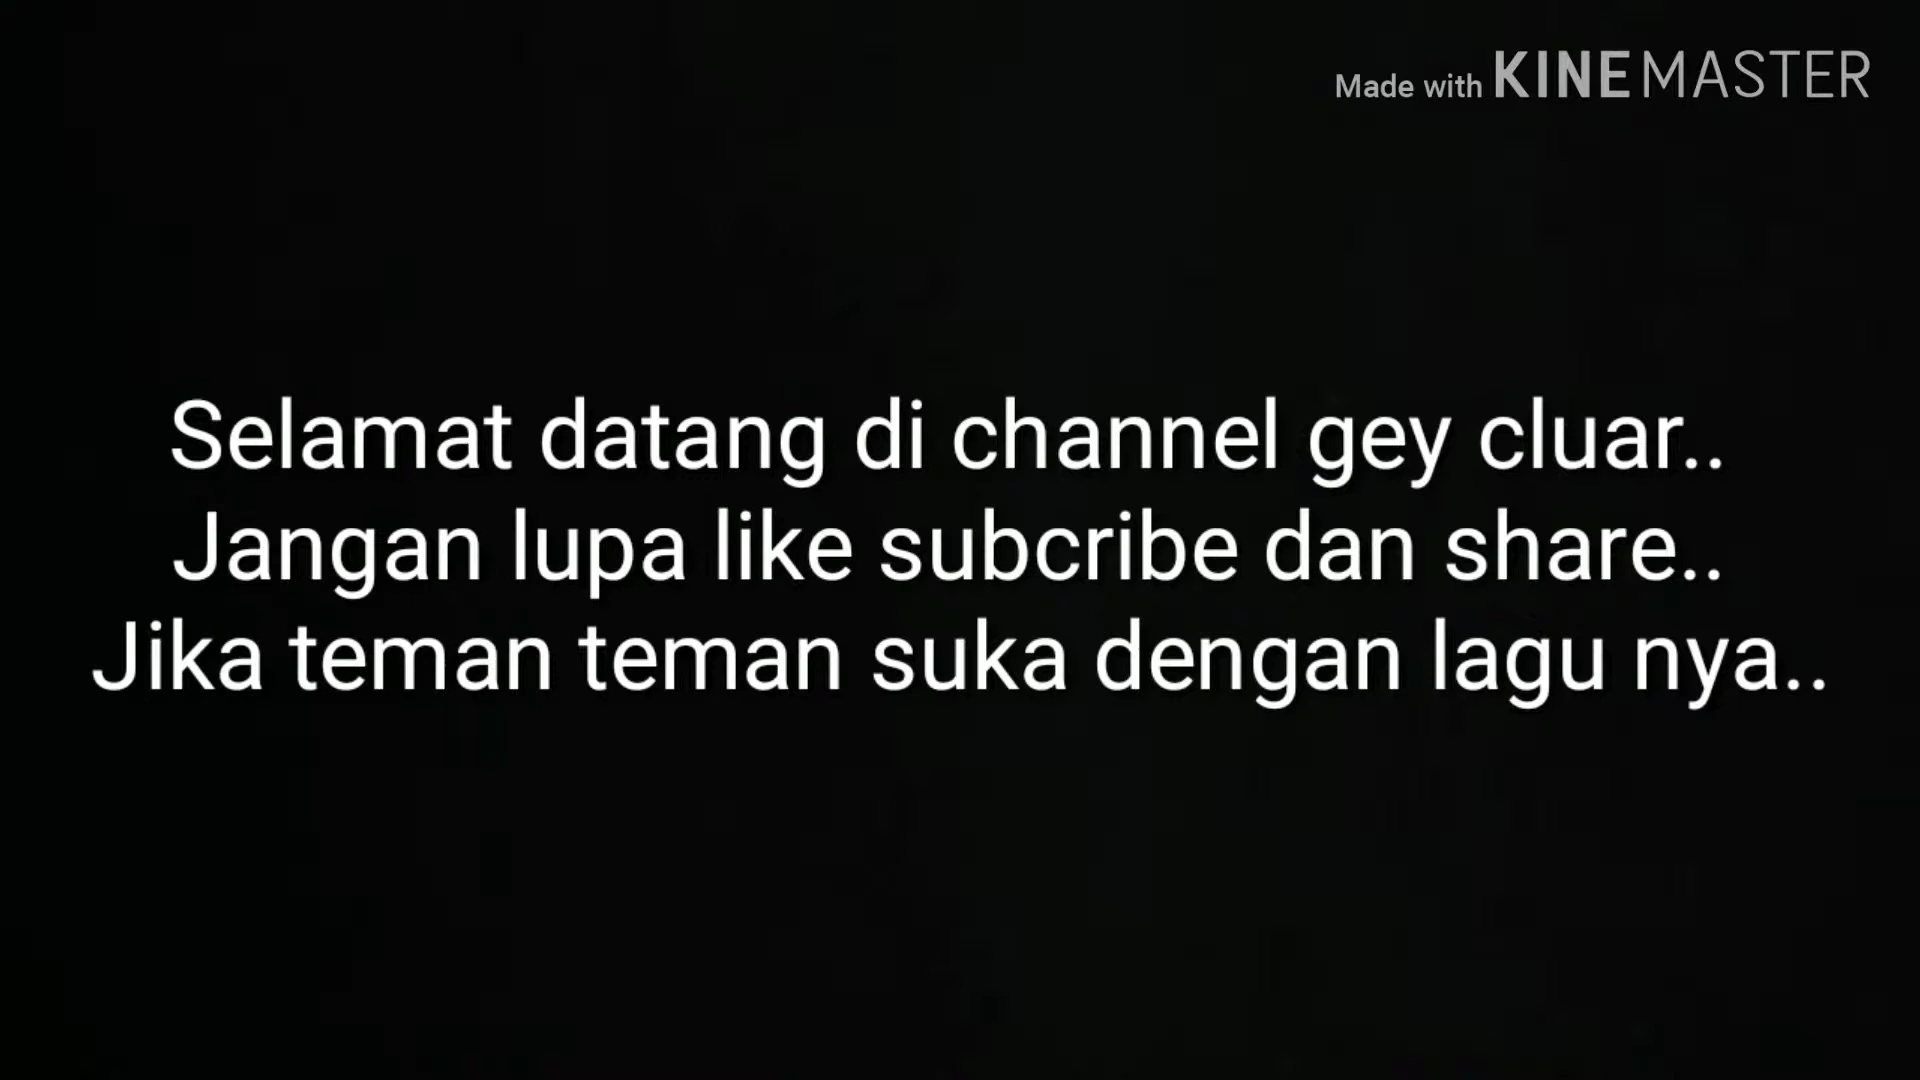 Made with KINEMASTER
Selamat datang di channel gey cluar..
Jangan lupa like subcribe dan share..
Jika teman teman suka dengan lagu nya..